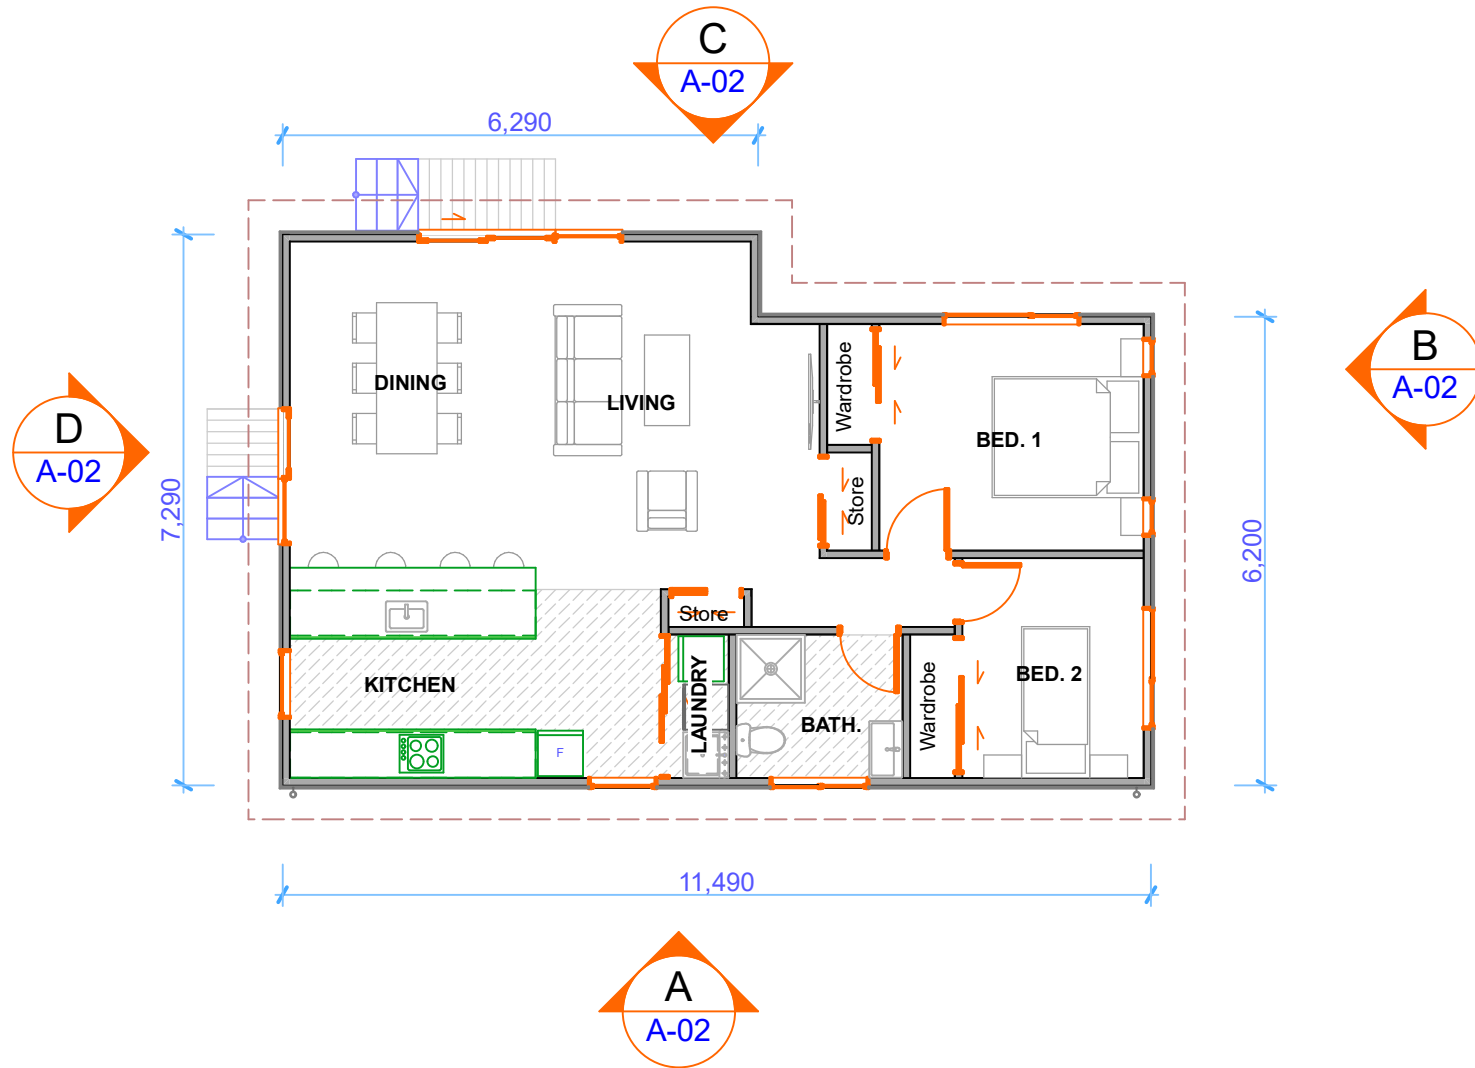 C
A-02
6,290
Wardrobe
B
A-02
DINING
LIVING
BED. 1
D
A-02
7,290
Store
6,200
Store
KITCHEN
LAUNDRY
BATH.
Wardrobe
BED. 2
F
11,490
A
A-02